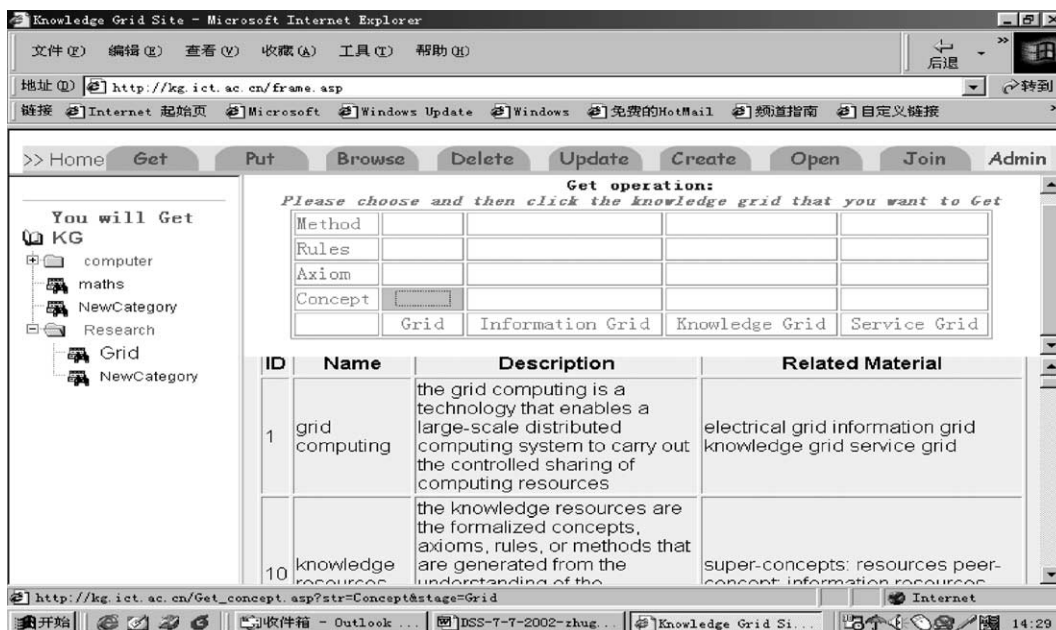 Knowledge Grid Site - Microsoft Internet Explorer
文件(F) 编辑(E) 查看(V) 收藏(A) 工具(T) 帮助(H)
后退
»
地址(D) http://kg.ict.ac.cn/frame.asp 转到
链接 Internet 起始页 Microsoft Windows Update Windows 免费的HotMail 频道指南 自定义链接
>> Home Get Put Browse Delete Update Create Open Join Admin
You will Get
KG
computer
maths
NewCategory
Research
Grid
NewCategory
Get operation:
Please choose and then click the knowledge grid that you want to Get
Method
Rules
Axiom
Concept
Grid Information Grid Knowledge Grid Service Grid
ID Name Description Related Material
1
grid
computing
the grid computing is a
technology that enables a
large-scale distributed
computing system to carry out
the controlled sharing of
computing resources
electrical grid information grid
knowledge grid service grid
10
knowledge
resources
the knowledge resources are
the formalized concepts,
axioms, rules, or methods that
are generated from the
understanding of the
super-concepts: resources peer-
concept: information resources
http://kg.ict.ac.cn/Get_concept.asp?str=Concept&stage=Grid Internet
开始 收件箱 - Outlook ... DSS-7-7-2002-zhug... Knowledge Grid Si... 14:29